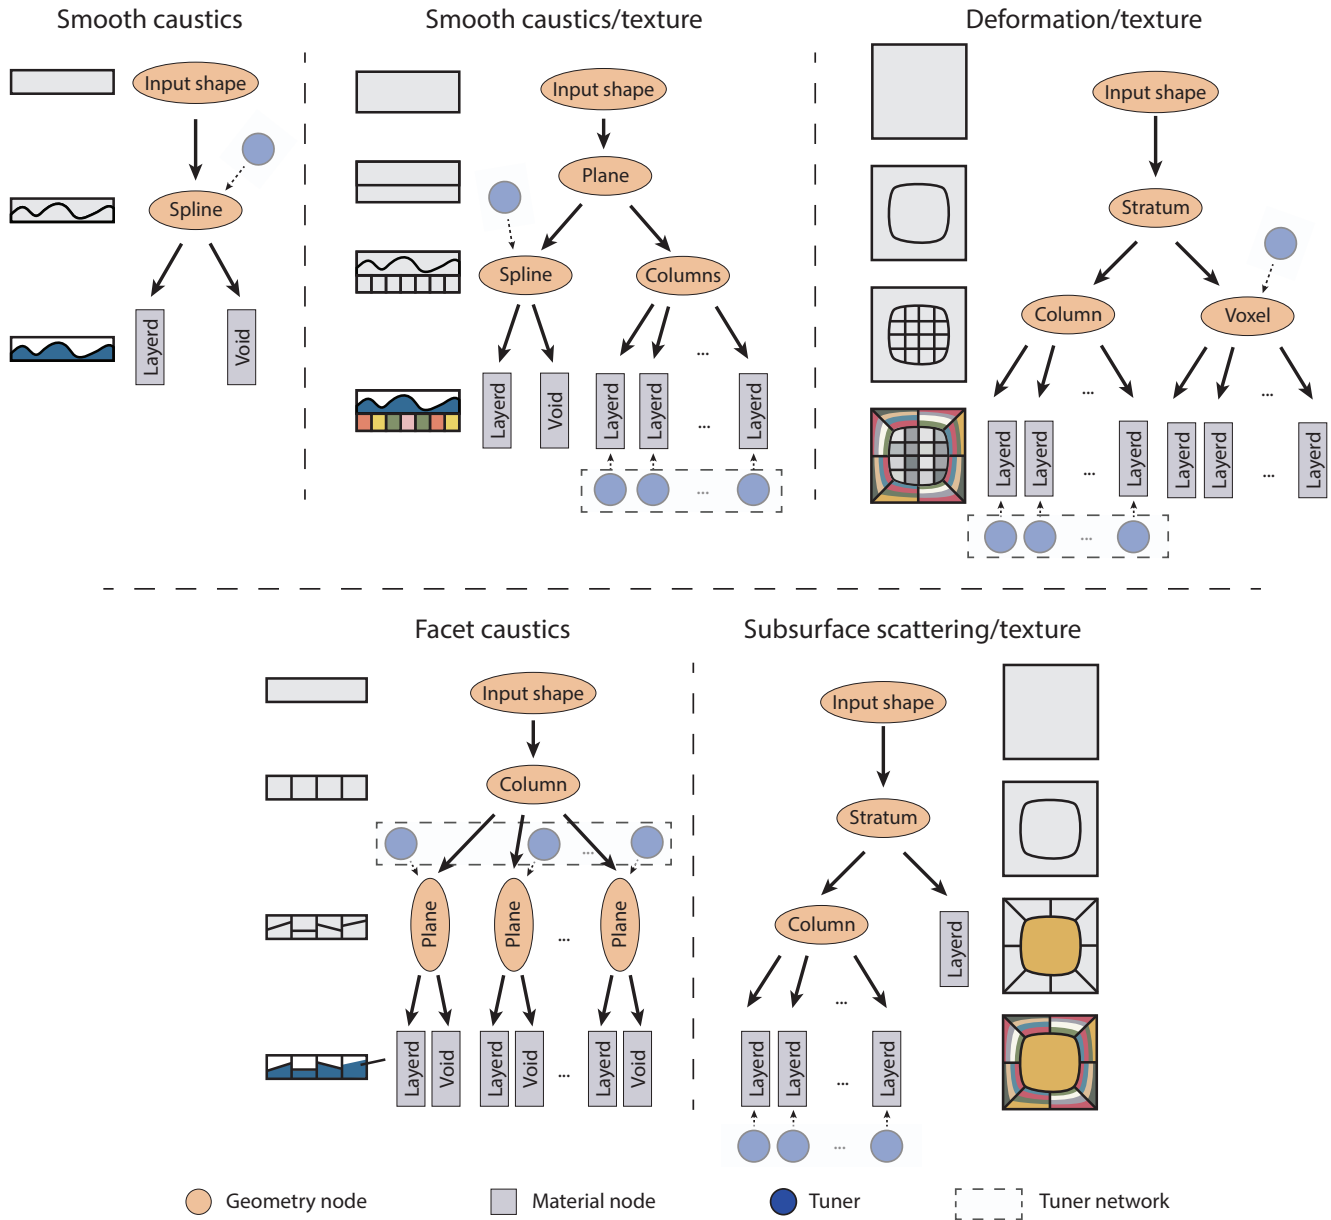 Smooth caustics
Smooth caustics/texture
Deformation/texture
Input shape
Spline
Layerd
Void
Input shape
Plane
Spline
Columns
...
Layerd
Void
Layerd
Layerd
...
Layerd
...
Input shape
Stratum
Column
Voxel
...
...
Layerd
Layerd
...
Layerd
Layerd
Layerd
...
Layerd
...
Facet caustics
Subsurface scattering/texture
Input shape
Column
...
Plane
Plane
...
Plane
Layerd
Void
Layerd
Void
...
Layerd
Void
Input shape
Stratum
Column
Layerd
...
Layerd
Layerd
...
Layerd
...
Geometry node
Material node
Tuner
Tuner network